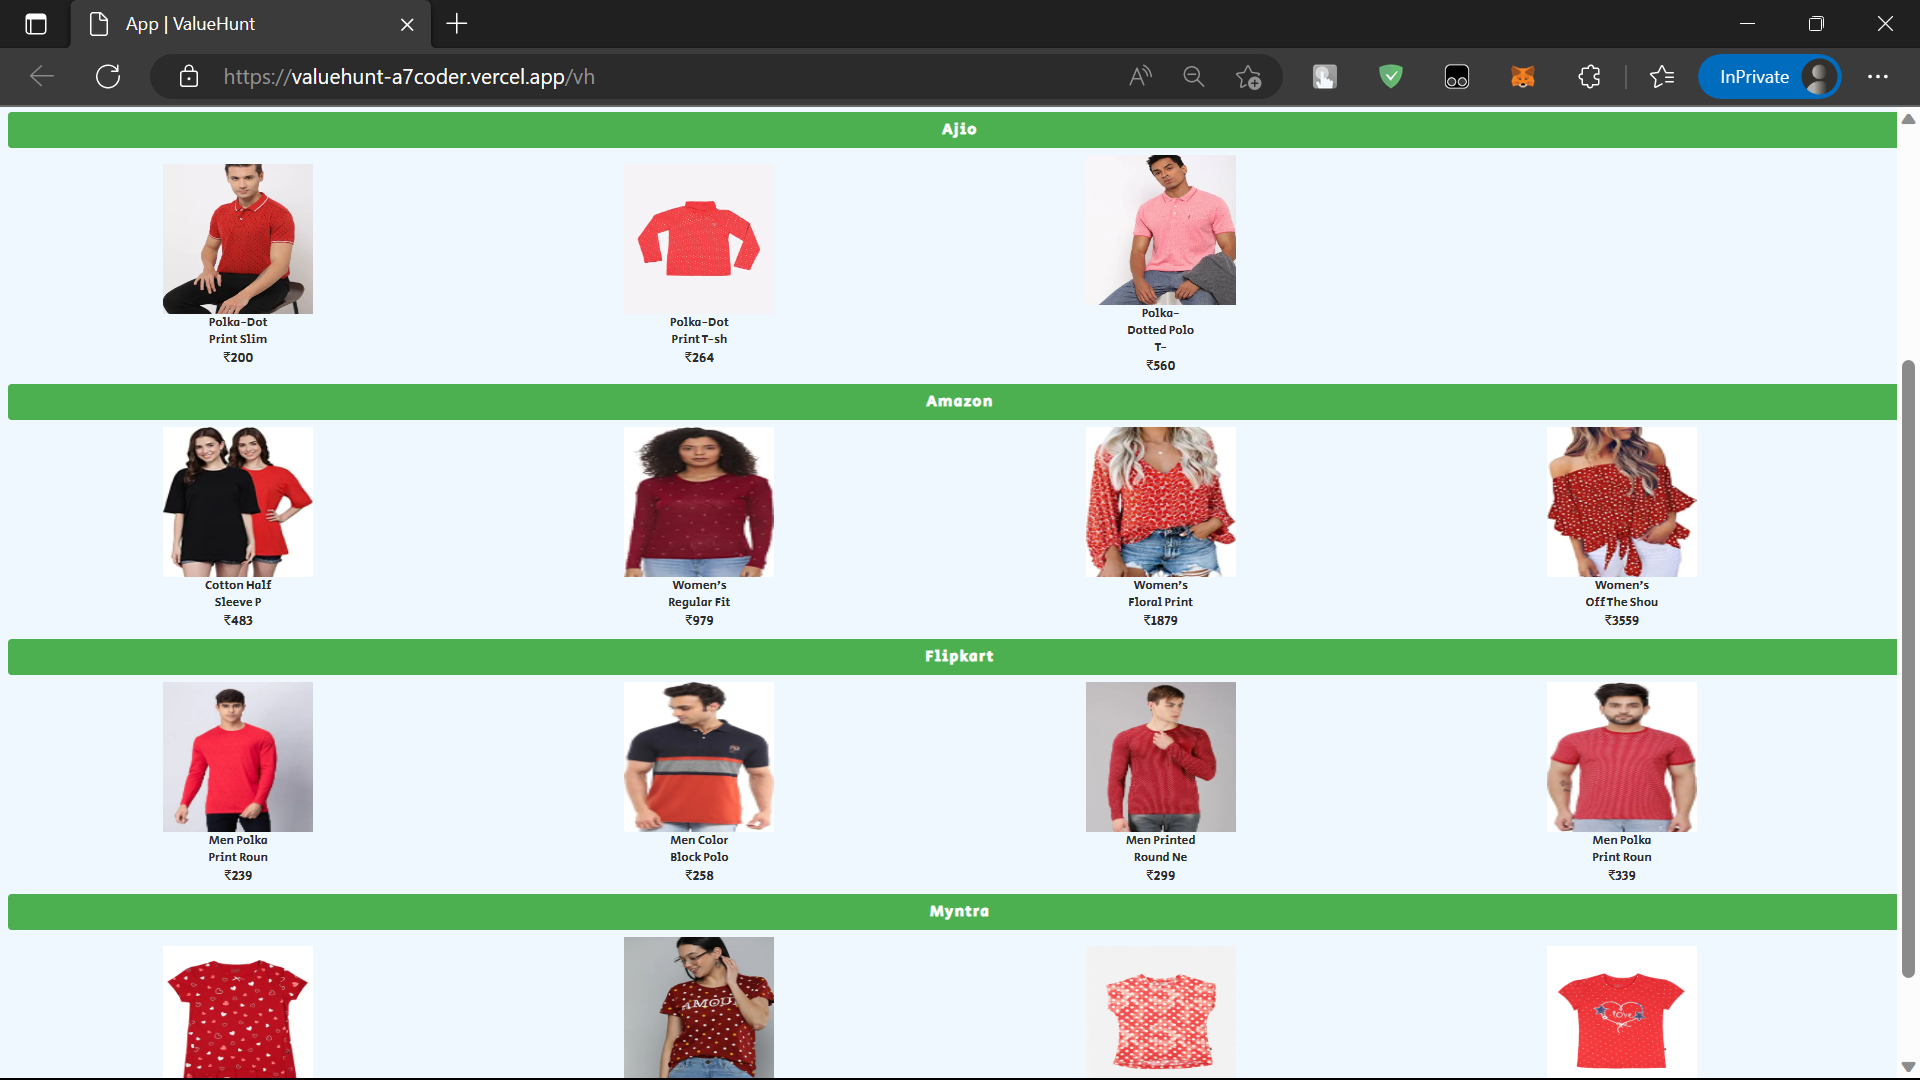 App | ValueHunt
https://valuehunt-a7coder.vercel.app/vh
InPrivate
Ajio
Polka-Dot
Print Slim
₹200
Polka-Dot
Print T-sh
₹264
Polka-
Dotted Polo
T-
₹560
Amazon
Cotton Half
Sleeve P
₹483
Women's
Regular Fit
₹979
Women's
Floral Print
₹1879
Women's
Off The Shou
₹3559
Flipkart
Men Polka
Print Roun
₹239
Men Color
Block Polo
₹258
Men Printed
Round Ne
₹299
Men Polka
Print Roun
₹339
Myntra
AMOU
love